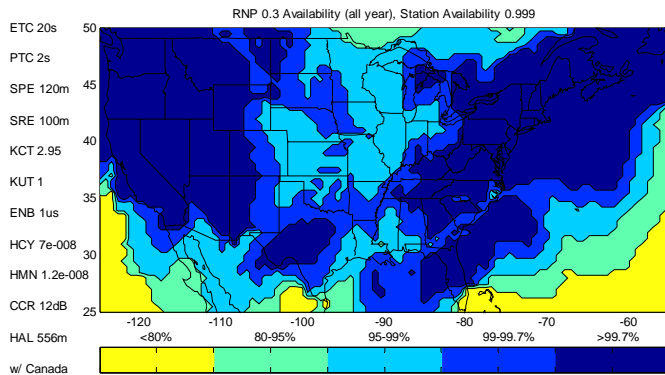 RNP 0.3 Availability (all year), Station Availability 0.999
ETC 20s
PTC 2s
SPE 120m
SRE 100m
KCT 2.95
KUT 1
ENB 1us
HCY 7e-008
HMN 1.2e-008
CCR 12dB
HAL 556m
w/ Canada
50
45
40
35
30
25
-120 -110 -100 -90 -80 -70 -60
<80% 80-95% 95-99% 99-99.7% >99.7%